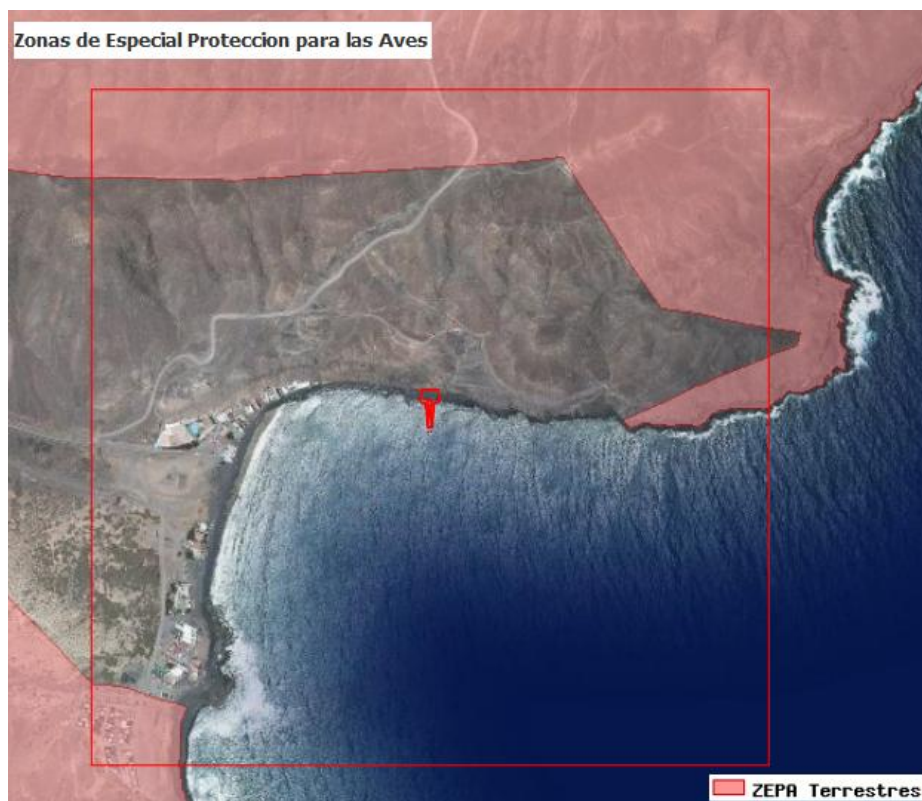 Zonas de Especial Proteccion para las Aves
ZEPA Terrestres